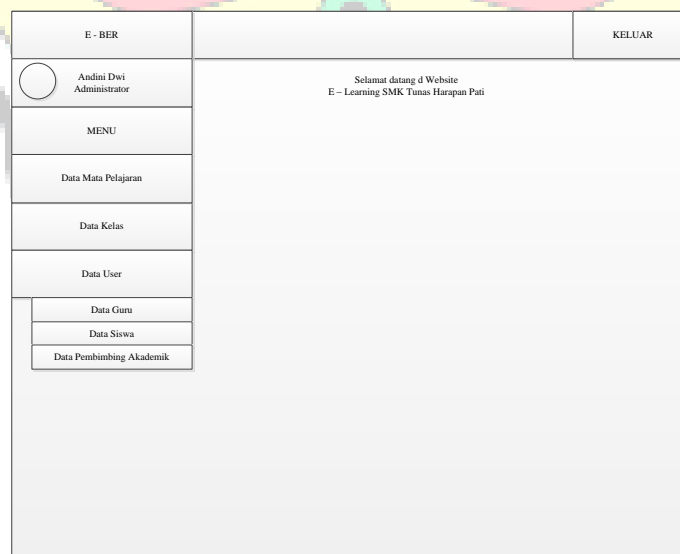 E - BER
KELUAR
Andini Dwi
Administrator
Selamat datang d Website
E – Learning SMK Tunas Harapan Pati
MENU
Data Mata Pelajaran
Data Kelas
Data User
Data Guru
Data Siswa
Data Pembimbing Akademik